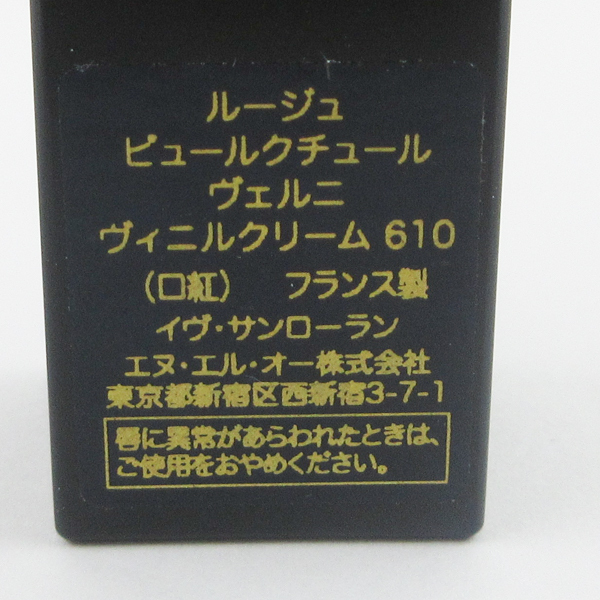 ルージュ
ピュールクチュール
ヴェルニ
ヴィニルクリーム 610
（口紅）　フランス製
イヴ・サンローラン
エヌ・エル・オー株式会社
東京都新宿区西新宿3-7-1
唇に異常があらわれたときは、
ご使用をおやめください。